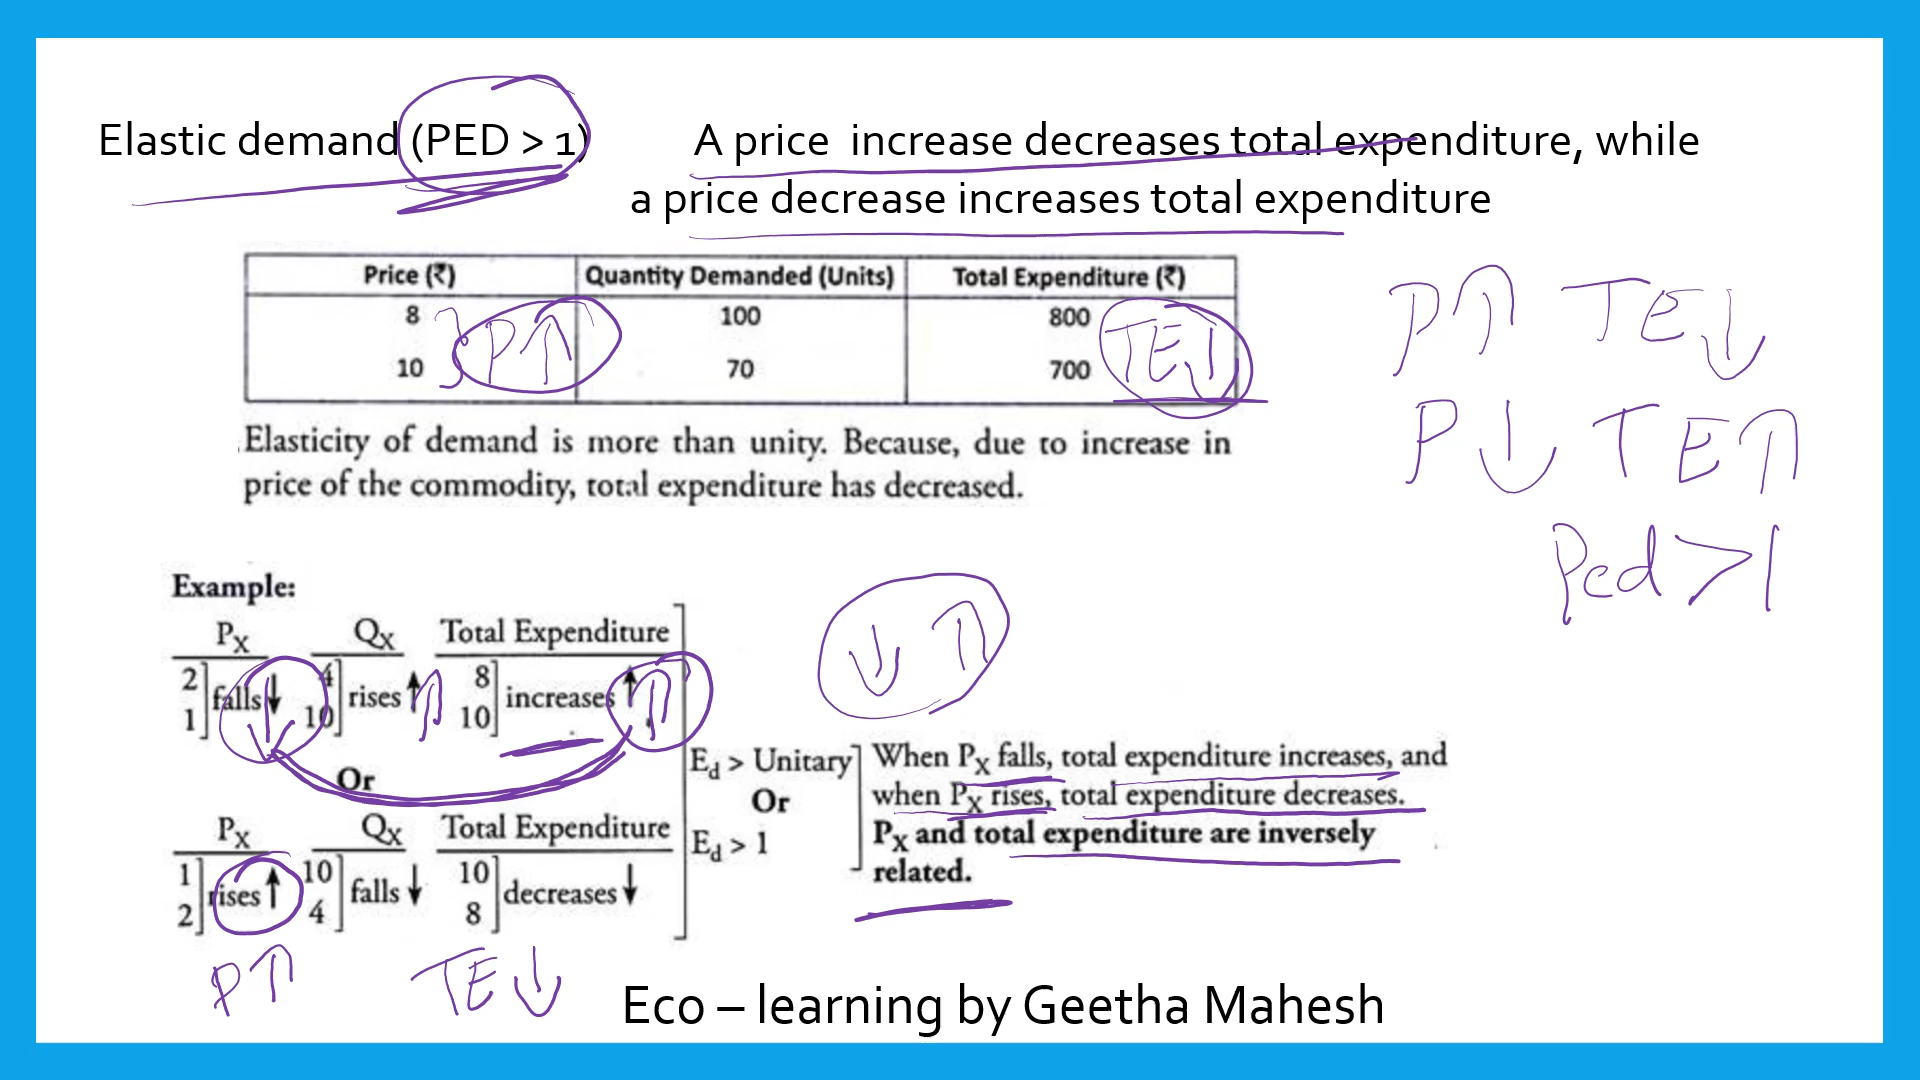 Elastic demand (PED > 1) A price increase decreases total expenditure, while
a price decrease increases total expenditure
Price (₹) Quantity Demanded (Units) Total Expenditure (₹)
8 100 800
P↑ TE↓
10 70 700
P↑ TE↓
P↓ TE↑
Ped >1
Elasticity of demand is more than unity. Because, due to increase in
price of the commodity, total expenditure has decreased.
Example:
PX QX Total Expenditure
2] falls↓ 4] rises↑ ↑ 8] increases↑
1 10 10
↓ ↑
Or
PX QX Total Expenditure
1] rises↑ 10] falls↓ 10] decreases↓
2 4 8
Ed > Unitary
Or
Ed > 1
When PX falls, total expenditure increases, and
when PX rises, total expenditure decreases.
PX and total expenditure are inversely
related.
P↑ TE↓
Eco – learning by Geetha Mahesh